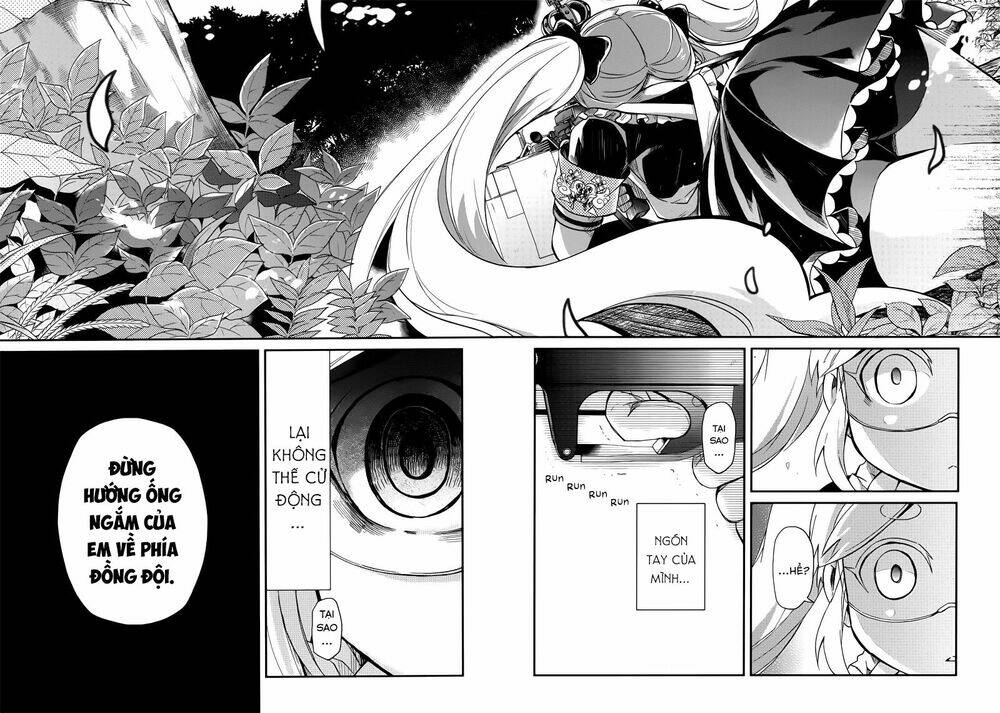 ...HỀ?
TẠI
SAO
...
RUN
RUN
RUN
RUN
NGÓN
TAY CỦA
MÌNH...
LẠI
KHÔNG
THỂ CỬ
ĐỘNG
...
TẠI
SAO
...
ĐỪNG
HƯỚNG ỐNG
NGẮM CỦA
EM VỀ PHÍA
ĐỒNG ĐỘI.